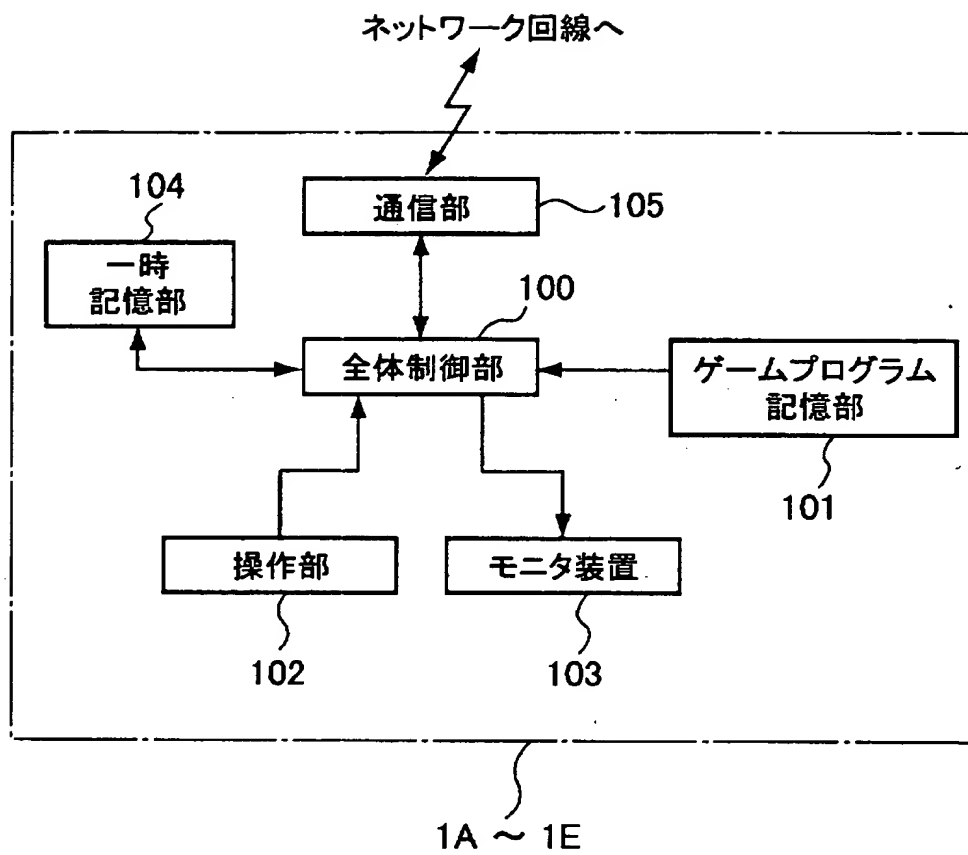 ネットワーク回線へ
104
通信部
105
一時
記憶部
100
全体制御部
ゲームプログラム
記憶部
101
操作部
モニタ装置
102
103
1A ～ 1E